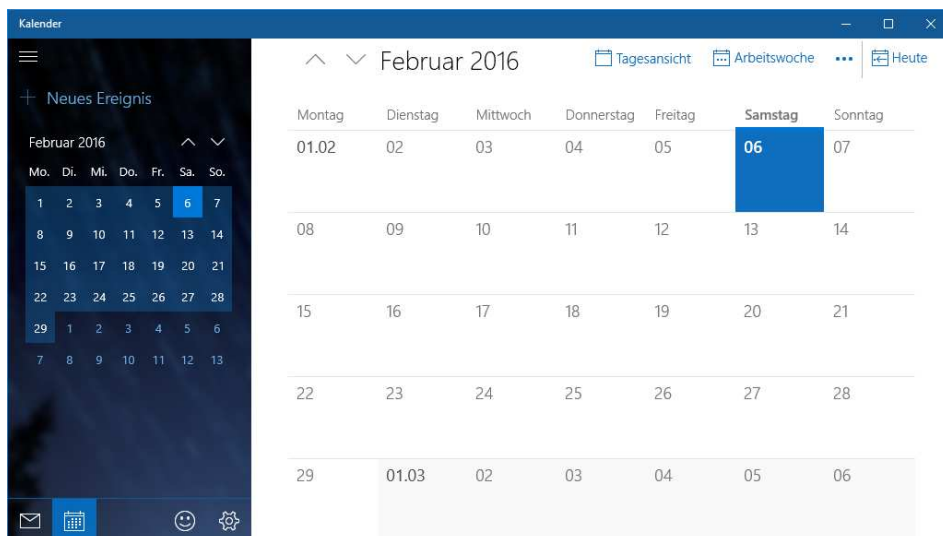 Kalender
Neues Ereignis
Februar 2016
Mo. Di. Mi. Do. Fr. Sa. So.
1 2 3 4 5 6 7
8 9 10 11 12 13 14
15 16 17 18 19 20 21
22 23 24 25 26 27 28
29 1 2 3 4 5 6
7 8 9 10 11 12 13
Februar 2016 Tagesansicht Arbeitswoche ••• Heute
Montag Dienstag Mittwoch Donnerstag Freitag Samstag Sonntag
01.02 02 03 04 05 06 07
08 09 10 11 12 13 14
15 16 17 18 19 20 21
22 23 24 25 26 27 28
29 01.03 02 03 04 05 06